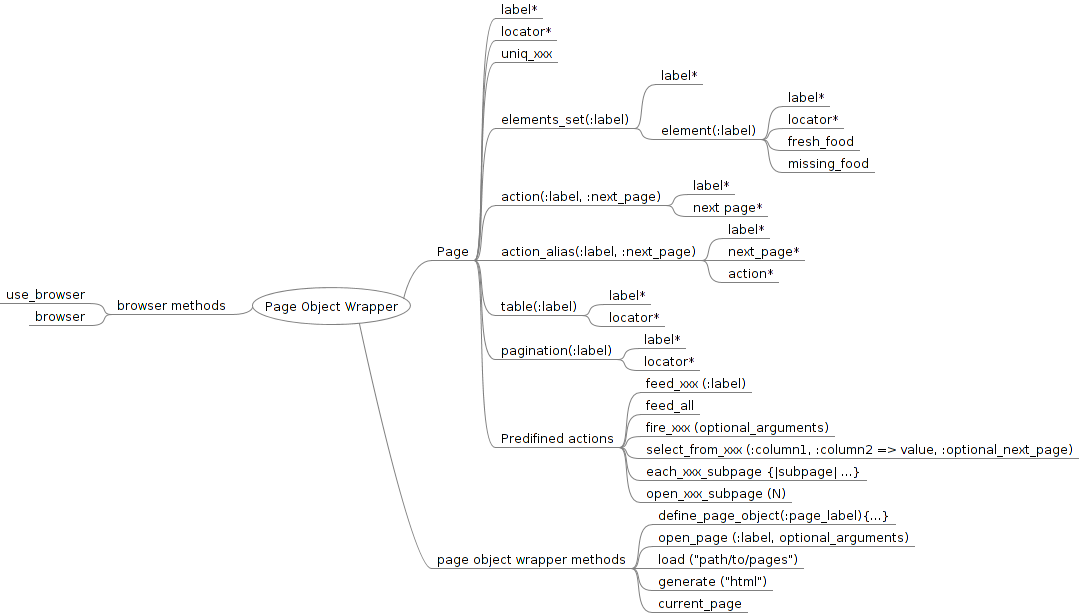 label*
locator*
uniq_xxx
label*
label*
elements_set(:label)
locator*
element(:label)
fresh_food
missing_food
label*
action(:label, :next_page)
next page*
label*
Page
action_alias(:label, :next_page)
next_page*
action*
use_browser
label*
browser methods
Page Object Wrapper
table(:label)
browser
locator*
label*
pagination(:label)
locator*
feed_xxx (:label)
feed_all
fire_xxx (optional_arguments)
Predifined actions
select_from_xxx (:column1, :column2 => value, :optional_next_page)
each_xxx_subpage {|subpage| ...}
open_xxx_subpage (N)
define_page_object(:page_label){...}
open_page (:label, optional_arguments)
page object wrapper methods
load ("path/to/pages")
generate ("html")
current_page